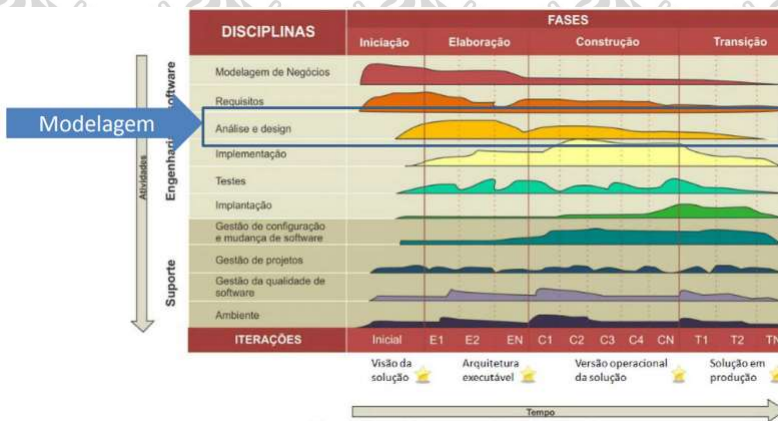 DISCIPLINAS
FASES
Iniciação Elaboração Construção Transição
Modelagem de Negócios
Requisitos
Modelagem
Análise e design
Implementação
Testes
Implantação
Gestão de configuração
e mudança de software
Gestão de projetos
Gestão da qualidade de
software
Ambiente
Atividades
Suporte
ITERAÇÕES Inicial E1 E2 EN C1 C2 C3 C4 CN T1 T2 TN
Visão da Arquitetura Versão operacional Solução em
solução executável da solução produção
Tempo